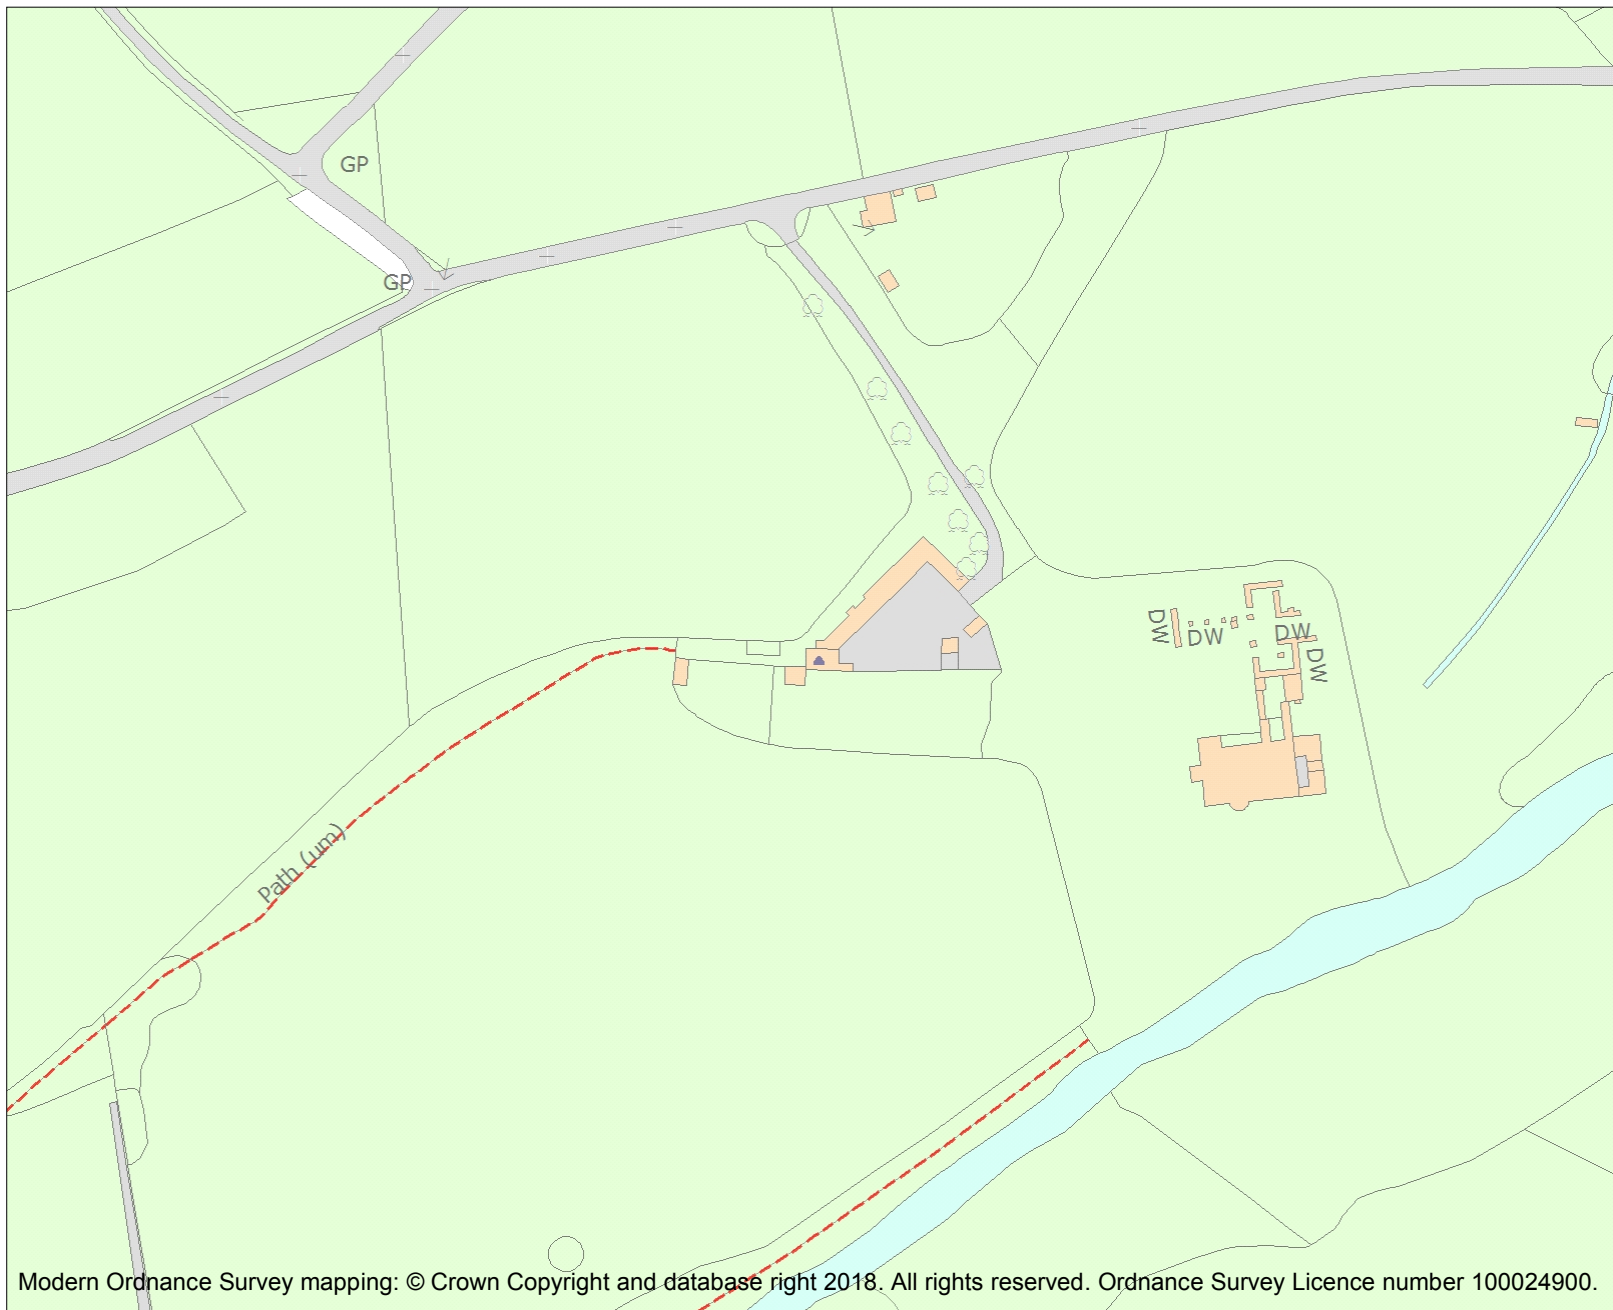 GP
GP
DW
DW
DW
DW
Path (um)
Modern Ordnance Survey mapping: © Crown Copyright and database right 2018. All rights reserved. Ordnance Survey Licence number 100024900.